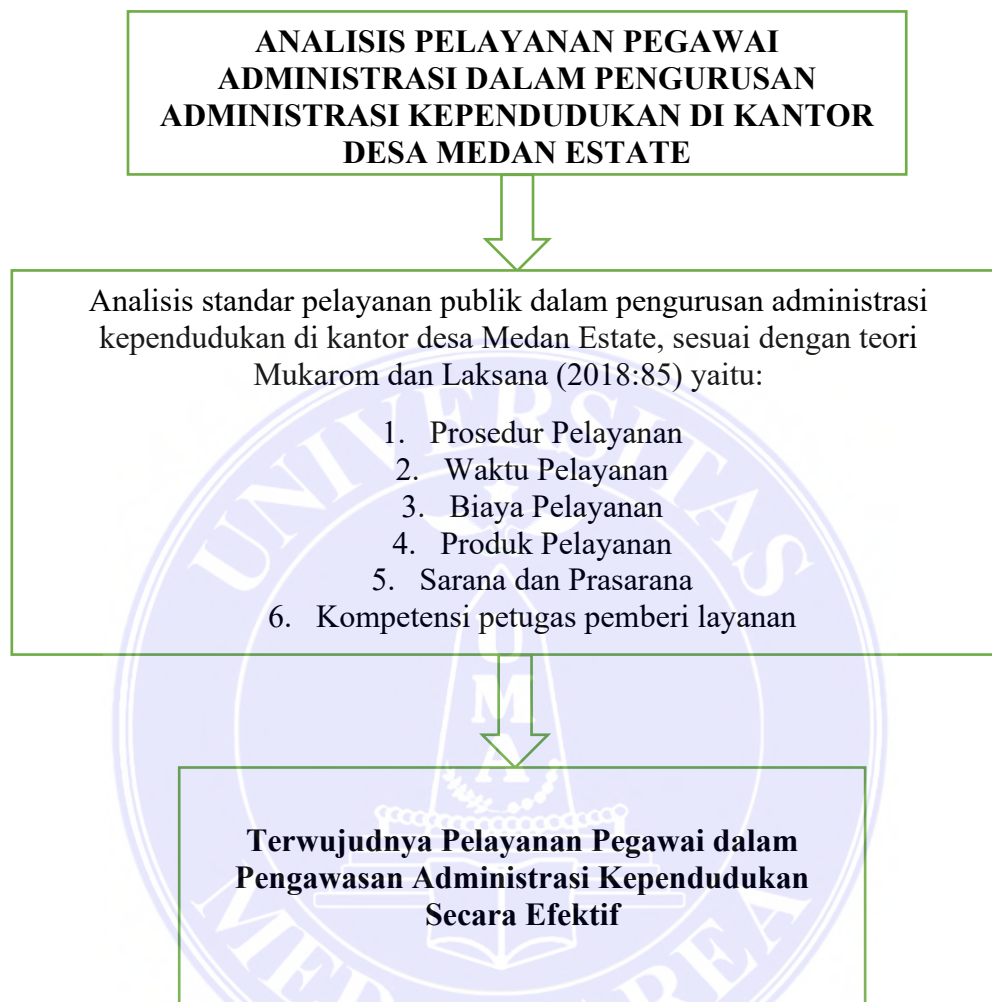 ANALISIS PELAYANAN PEGAWAI
ADMINISTRASI DALAM PENGURUSAN
ADMINISTRASI KEPENDUDUKAN DI KANTOR
DESA MEDAN ESTATE
Analisis standar pelayanan publik dalam pengurusan administrasi
kependudukan di kantor desa Medan Estate, sesuai dengan teori
Mukarom dan Laksana (2018:85) yaitu:
1. Prosedur Pelayanan
2. Waktu Pelayanan
3. Biaya Pelayanan
4. Produk Pelayanan
5. Sarana dan Prasarana
6. Kompetensi petugas pemberi layanan
Terwujudnya Pelayanan Pegawai dalam
Pengawasan Administrasi Kependudukan
Secara Efektif
UNIVERSITAS
MEDAN AREA
UMA